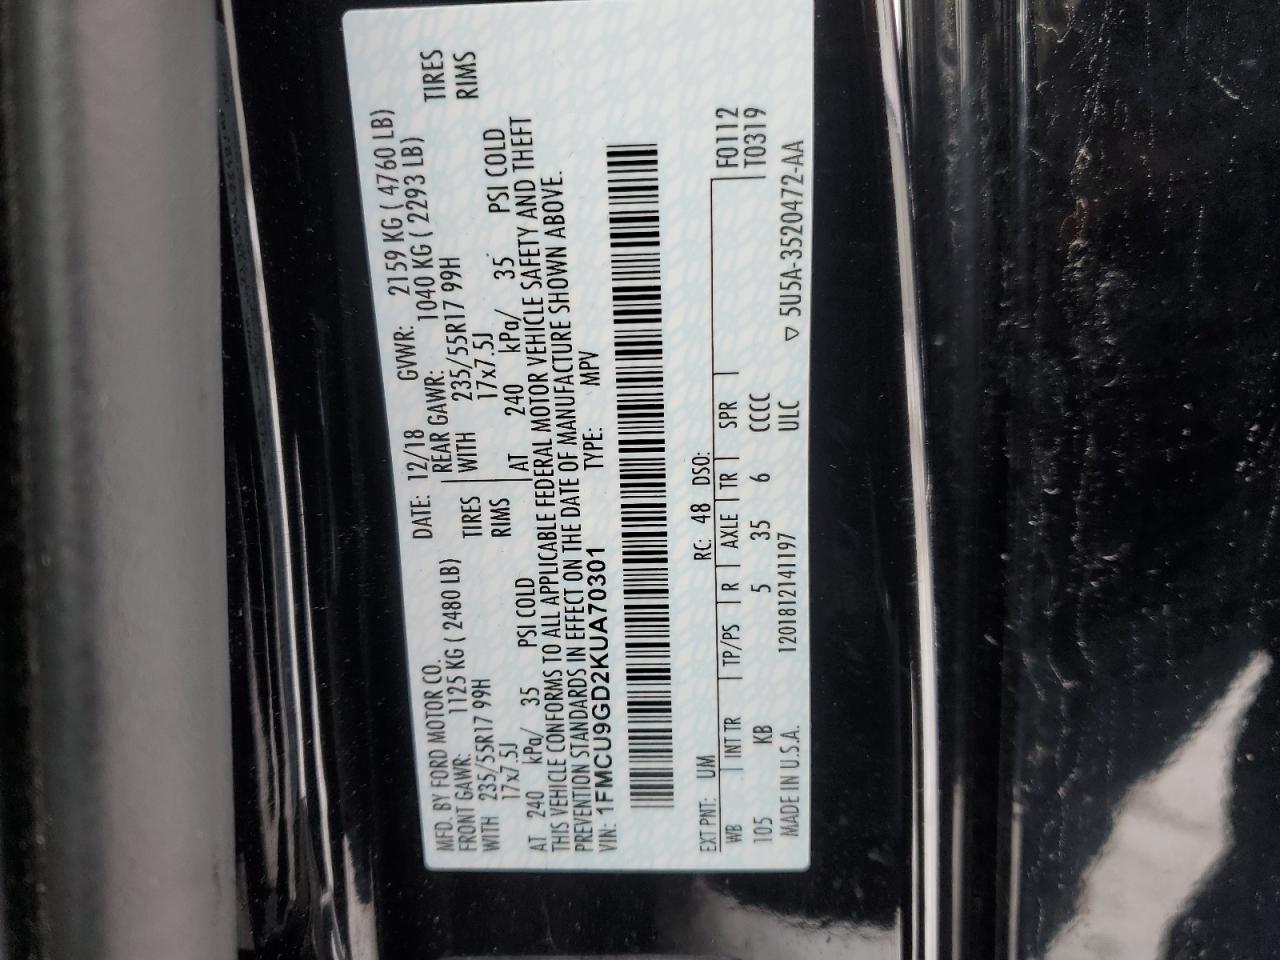 MFD. BY FORD MOTOR CO.
DATE: 12/18 GVWR: 2159 KG ( 4760 LB)
FRONT GAWR: 1125 KG ( 2480 LB) REAR GAWR: 1040 KG ( 2293 LB)
WITH 235/55R17 99H TIRES WITH 235/55R17 99H TIRES
17x7.5J RIMS 17x7.5J RIMS
AT 240 kPa/ 35 PSI COLD AT 240 kPa/ 35 PSI COLD
THIS VEHICLE CONFORMS TO ALL APPLICABLE FEDERAL MOTOR VEHICLE SAFETY AND THEFT
PREVENTION STANDARDS IN EFFECT ON THE DATE OF MANUFACTURE SHOWN ABOVE.
VIN: 1FMCU9GD2KUA70301 TYPE: MPV
EXT PNT: UM RC: 48 DSO:
WB INT TR TP/PS R AXLE TR SPR F0112
105 KB 5 35 6 CCCC T0319
MADE IN U.S.A. 1201812141197 ULC ▽ 5U5A-3520472-AA